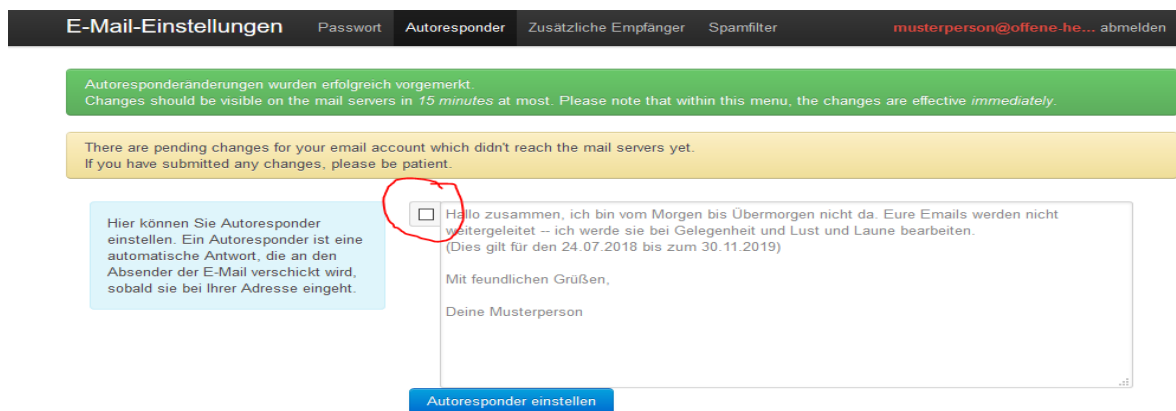 E-Mail-Einstellungen Passwort Autoresponder Zusätzliche Empfänger Spamfilter musterperson@offene-he... abmelden
Autoresponderänderungen wurden erfolgreich vorgemerkt.
Changes should be visible on the mail servers in 15 minutes at most. Please note that within this menu, the changes are effective immediately.
There are pending changes for your email account which didn't reach the mail servers yet.
If you have submitted any changes, please be patient.
Hier können Sie Autoresponder
einstellen. Ein Autoresponder ist eine
automatische Antwort, die an den
Absender der E-Mail verschickt wird,
sobald sie bei Ihrer Adresse eingeht.
Hallo zusammen, ich bin vom Morgen bis Übermorgen nicht da. Eure Emails werden nicht
weitergeleitet -- ich werde sie bei Gelegenheit und Lust und Laune bearbeiten.
(Dies gilt für den 24.07.2018 bis zum 30.11.2019)
Mit feundlichen Grüßen,
Deine Musterperson
Autoresponder einstellen